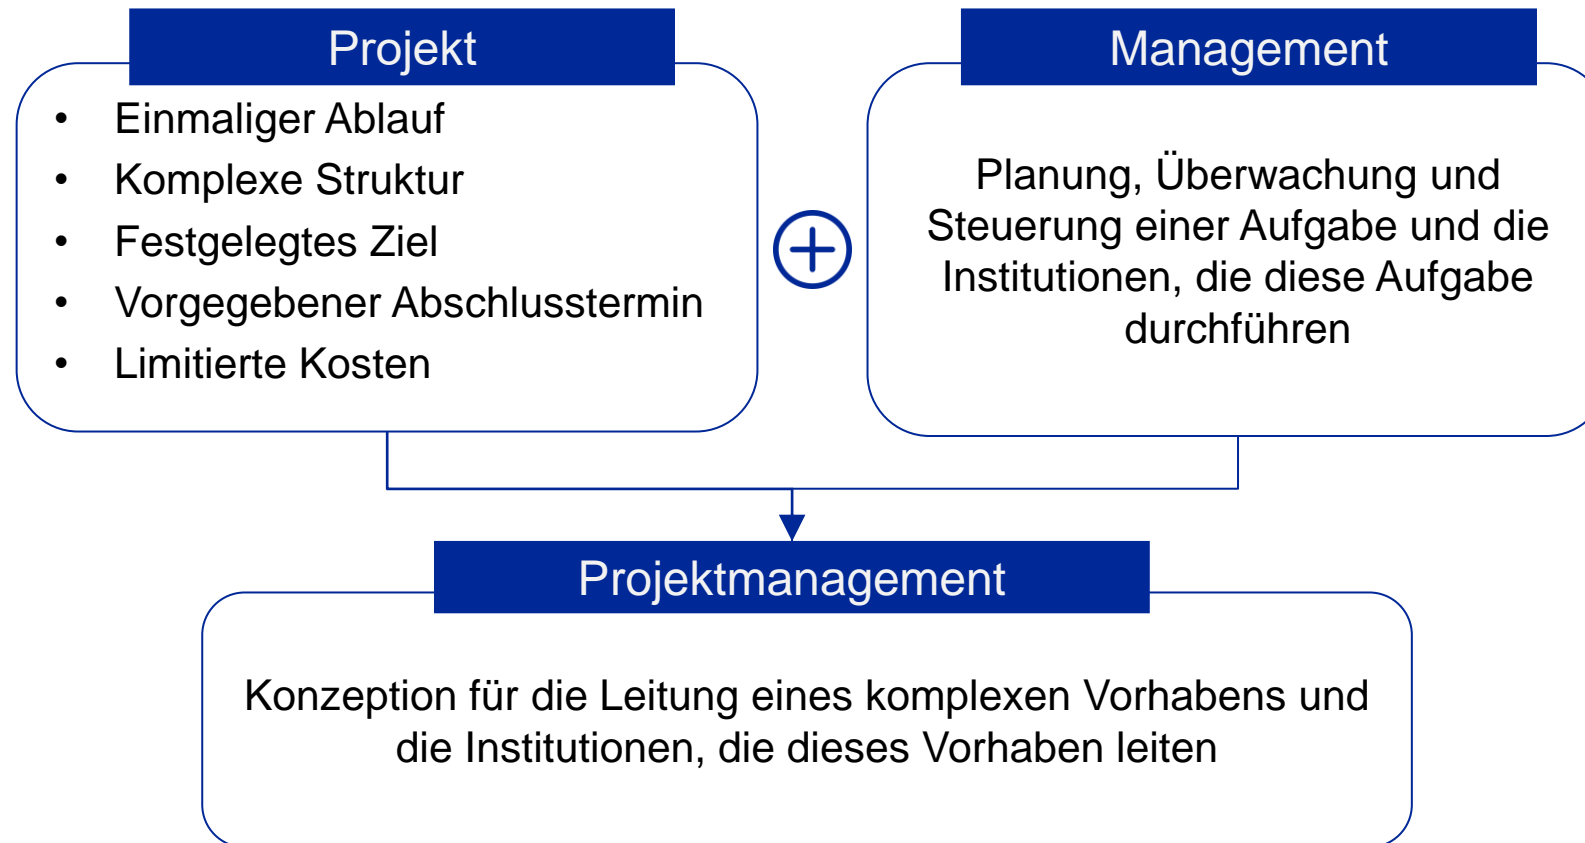 Projekt
• Einmaliger Ablauf
• Komplexe Struktur
• Festgelegtes Ziel
• Vorgegebener Abschlusstermin
• Limitierte Kosten
Management
Planung, Überwachung und
Steuerung einer Aufgabe und die
Institutionen, die diese Aufgabe
durchführen
Projektmanagement
Konzeption für die Leitung eines komplexen Vorhabens und
die Institutionen, die dieses Vorhaben leiten